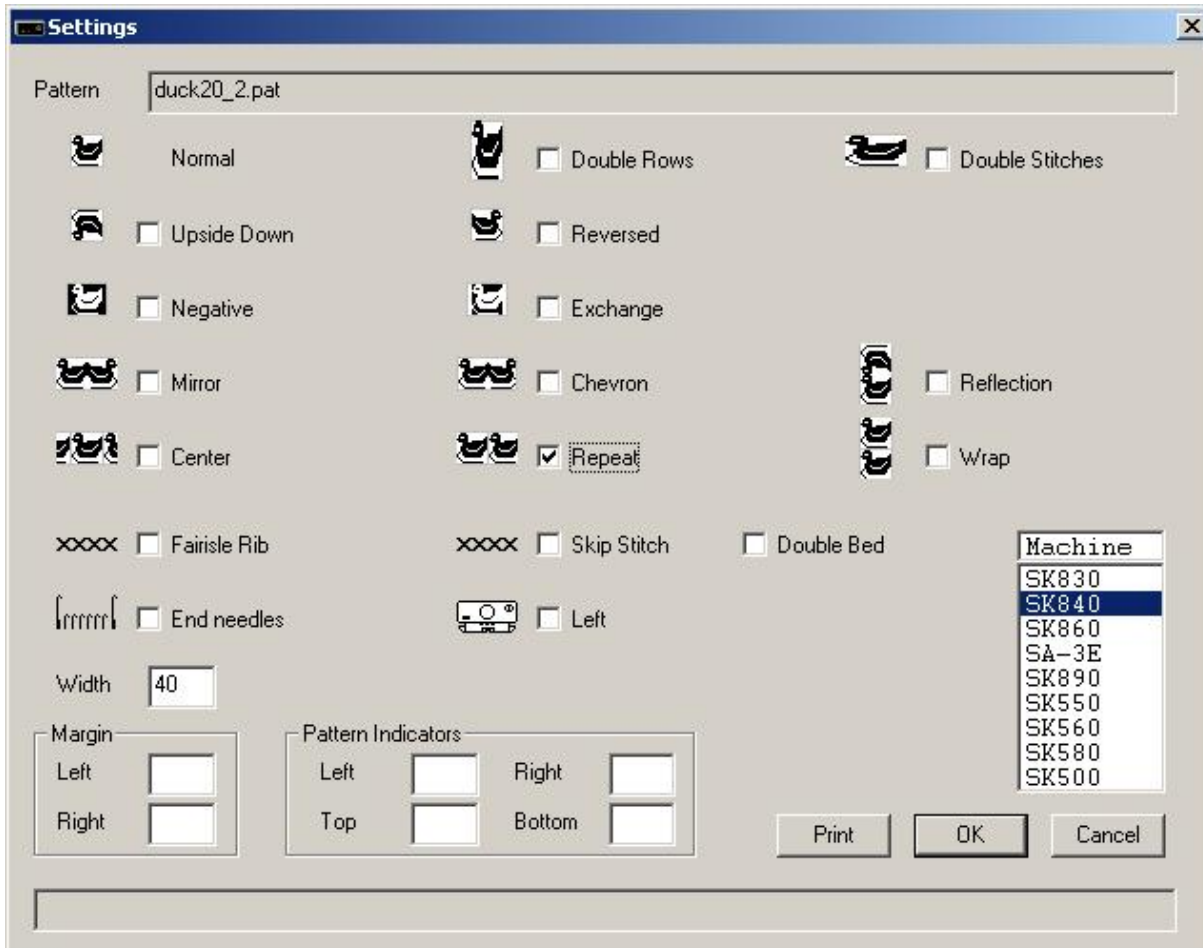 Settings
Pattern duck20_2.pat
Normal Double Rows Double Stitches
Upside Down Reversed
Negative Exchange
Mirror Chevron Reflection
Center Repeat Wrap
Fairisle Rib Skip Stitch Double Bed
End needles Left
Machine
SK830
SK840
SK860
SA-3E
SK890
SK550
SK560
SK580
SK500
Width 40
Margin
Left
Right
Pattern Indicators
Left Right
Top Bottom
Print OK Cancel